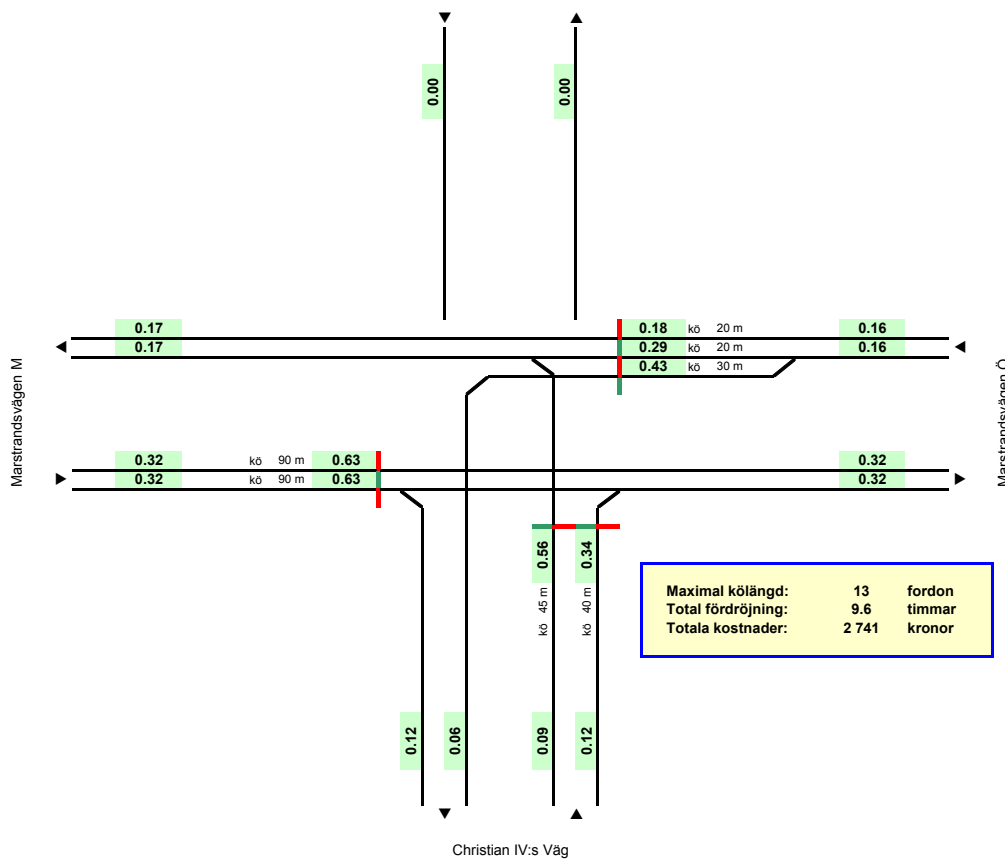 0.00
0.00
0.17
0.18 kö 20 m
0.16
0.17
0.29 kö 20 m
0.16
0.43 kö 30 m
Marstrandsvägen M
Marstrandsvägen Ö
0.32
kö 90 m 0.63
0.32
0.32
kö 90 m 0.63
0.32
kö 45 m 0.56
kö 40 m 0.34
Maximal kölängd: 13 fordon
Total fördröjning: 9.6 timmar
Totala kostnader: 2 741 kronor
0.12
0.06
0.09
0.12
Christian IV:s Väg